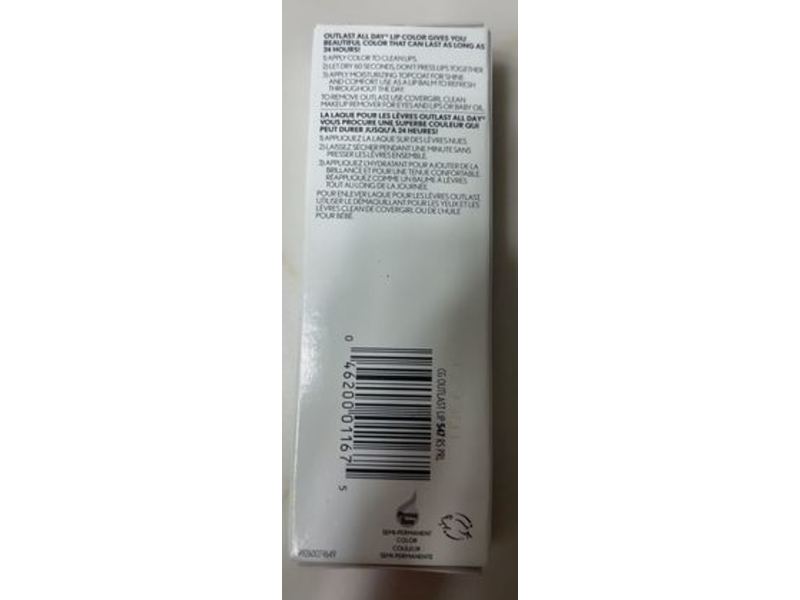 OUTLAST ALL DAY® LIP COLOR GIVES YOU
BEAUTIFUL COLOR THAT CAN LAST AS LONG AS
24 HOURS!
1) APPLY COLOR TO CLEAN LIPS.
2) LET DRY 60 SECONDS, DON'T PRESS LIPS TOGETHER
3) APPLY MOISTURIZING TOPCOAT FOR SHINE
AND COMFORT. USE AS A LIP BALM TO REFRESH
THROUGHOUT THE DAY.
TO REMOVE OUTLAST USE COVERGIRL CLEAN
MAKEUP REMOVER FOR EYES AND LIPS OR BABY OIL.
LA LAQUE POUR LES LÈVRES OUTLAST ALL DAY®
VOUS PROCURE UNE SUPERBE COULEUR QUI
PEUT DURER JUSQU'À 24 HEURES!
1) APPLIQUEZ LA LAQUE SUR DES LÈVRES NUES.
2) LAISSEZ SÉCHER PENDANT UNE MINUTE SANS
PRESSER LES LÈVRES ENSEMBLE.
3) APPLIQUEZ L'HYDRATANT POUR AJOUTER DE LA
BRILLANCE ET POUR UNE TENUE CONFORTABLE.
RÉAPPLIQUEZ COMME UN BAUME À LÈVRES
TOUT AU LONG DE LA JOURNÉE.
POUR ENLEVER LAQUE POUR LES LÈVRES OUTLAST,
UTILISER LE DÉMAQUILLANT POUR LES YEUX ET LES
LÈVRES CLEAN DE COVERGIRL OU DE L'HUILE
POUR BÉBÉ.
0 46200 01167 5
CG OUTLAST LIP 547 RS PRL
SEMI-PERMANENT
COLOR
COULEUR
SEMI-PERMANENTE